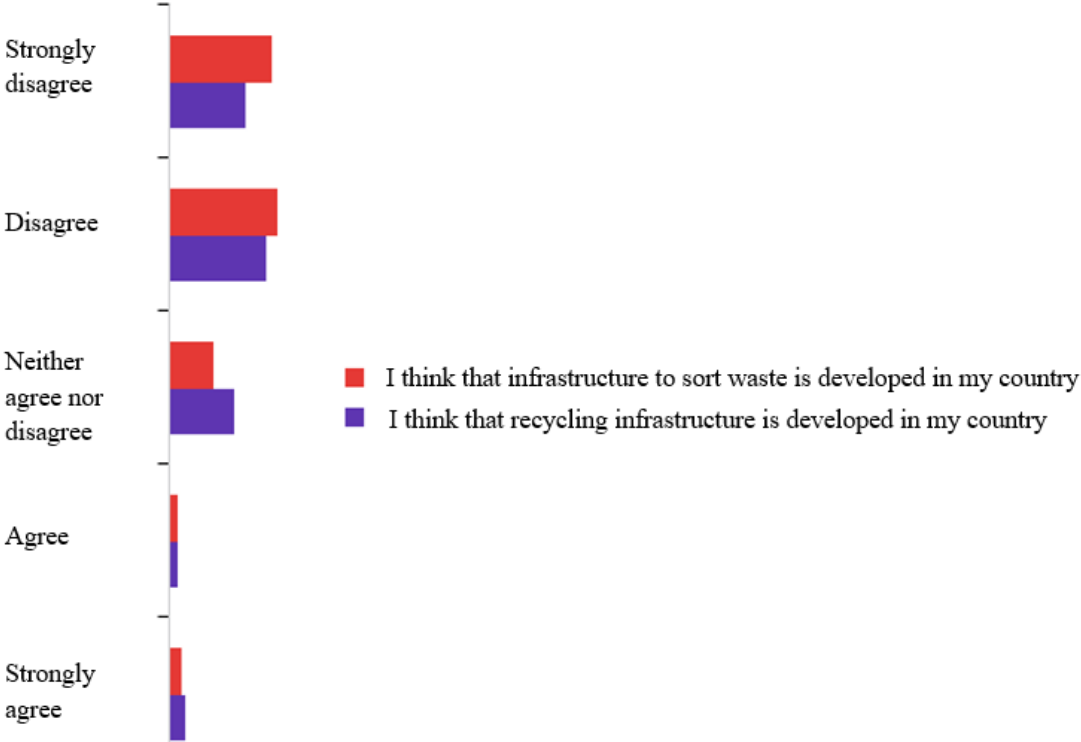 Strongly
disagree
Disagree
Neither
agree nor
disagree
I think that infrastructure to sort waste is developed in my country
I think that recycling infrastructure is developed in my country
Agree
Strongly
agree